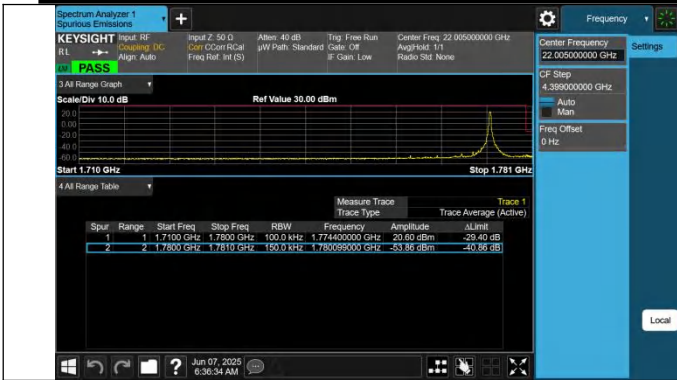 Spectrum Analyzer 1
Spurious Emissions
Frequency
KEYSIGHT Input: RF Input Z: 50 Ω Atten: 40 dB Trig: Free Run Center Freq: 22.005000000 GHz
RL Coupling: DC Corr CCorr RCal µW Path: Standard Gate: Off Avg|Hold: 1/1
Align: Auto Freq Ref: Int (S) IF Gain: Low Radio Std: None
PASS
Center Frequency
22.005000000 GHz
Settings
CF Step
4.399000000 GHz
Auto
Man
Freq Offset
0 Hz
3 All Range Graph
Scale/Div 10.0 dB Ref Value 30.00 dBm
20.0
0.00
-20.0
-40.0
-60.0
Start 1.710 GHz Stop 1.781 GHz
4 All Range Table
Measure Trace Trace 1
Trace Type Trace Average (Active)
Spur Range Start Freq Stop Freq RBW Frequency Amplitude ΔLimit
1 1 1.7100 GHz 1.7800 GHz 100.0 kHz 1.774400000 GHz 20.60 dBm -29.40 dB
2 2 1.7800 GHz 1.7810 GHz 150.0 kHz 1.780099000 GHz -53.86 dBm -40.86 dB
Local
Jun 07, 2025
6:36:34 AM